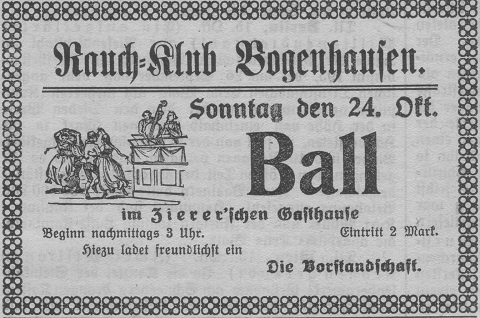 Rauch-Klub Bogenhausen.
Sonntag den 24. Okt.
Ball
im Zierer'schen Gasthause
Beginn nachmittags 3 Uhr. Eintritt 2 Mark.
Hiezu ladet freundlichst ein
Die Vorstandschaft.